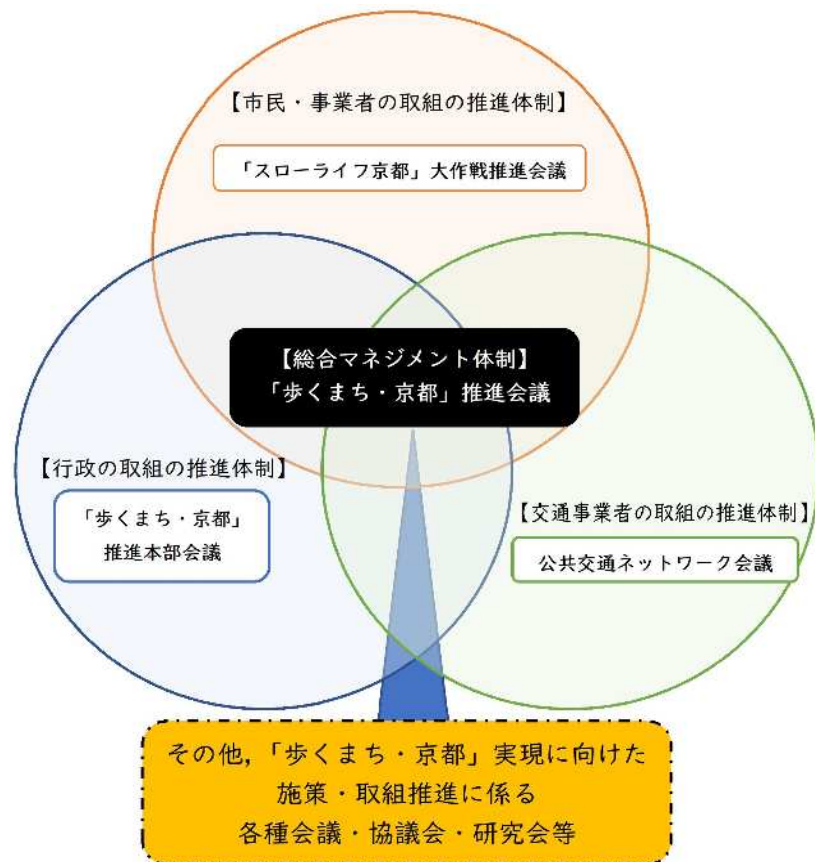 【市民・事業者の取組の推進体制】
「スローライフ京都」大作戦推進会議
【総合マネジメント体制】
「歩くまち・京都」推進会議
【行政の取組の推進体制】
「歩くまち・京都」
推進本部会議
【交通事業者の取組の推進体制】
公共交通ネットワーク会議
その他,「歩くまち・京都」実現に向けた
施策・取組推進に係る
各種会議・協議会・研究会等